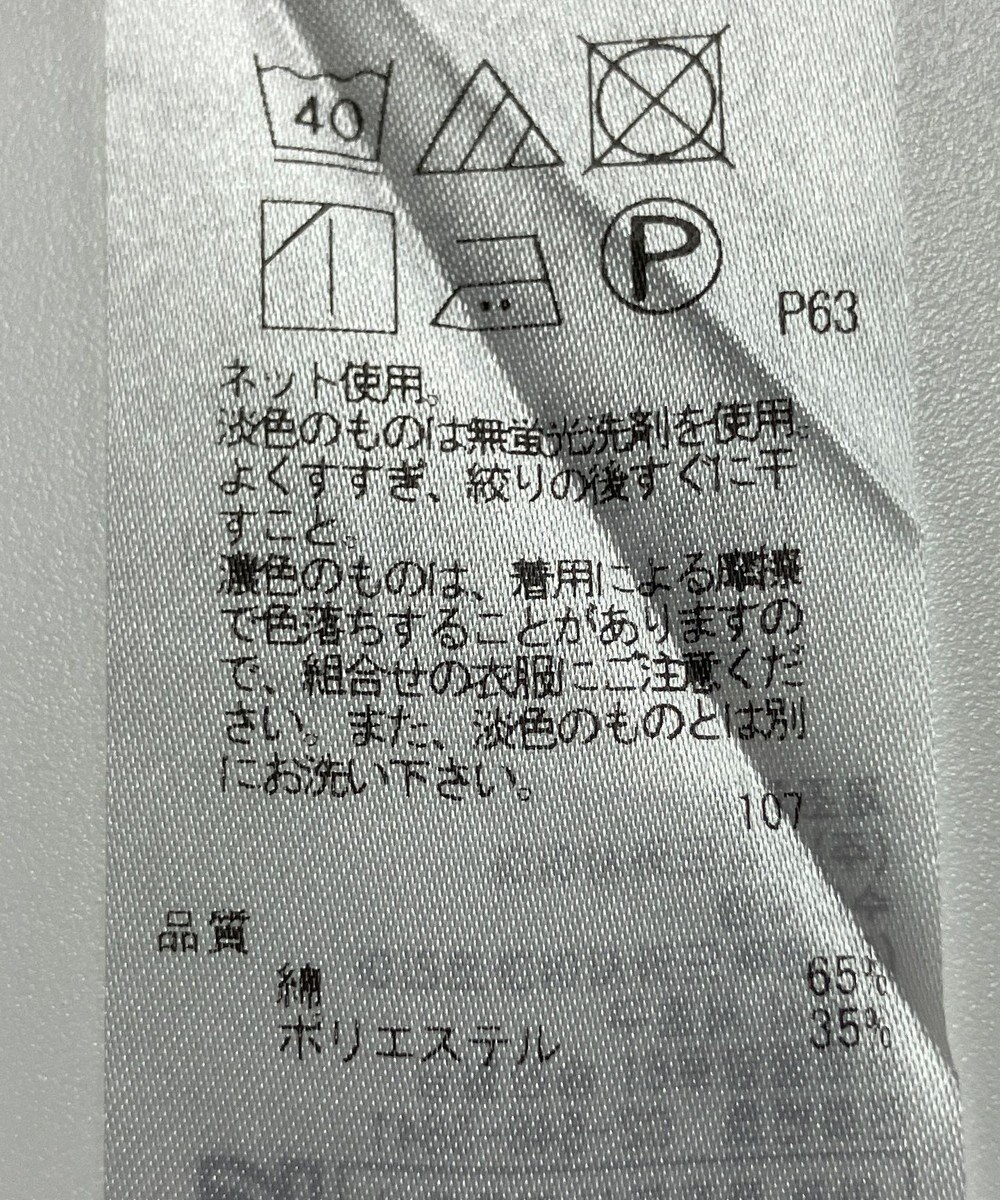 40
P
P63
ネット使用。
淡色のものは無蛍光洗剤を使用。
よくすすぎ、絞りの後すぐに干
すこと。
濃色のものは、着用による摩擦
で色落ちすることがありますの
で、組合せの衣服にご注意くだ
さい。また、淡色のものとは別
にお洗い下さい。
107
品質
綿 65%
ポリエステル 35%